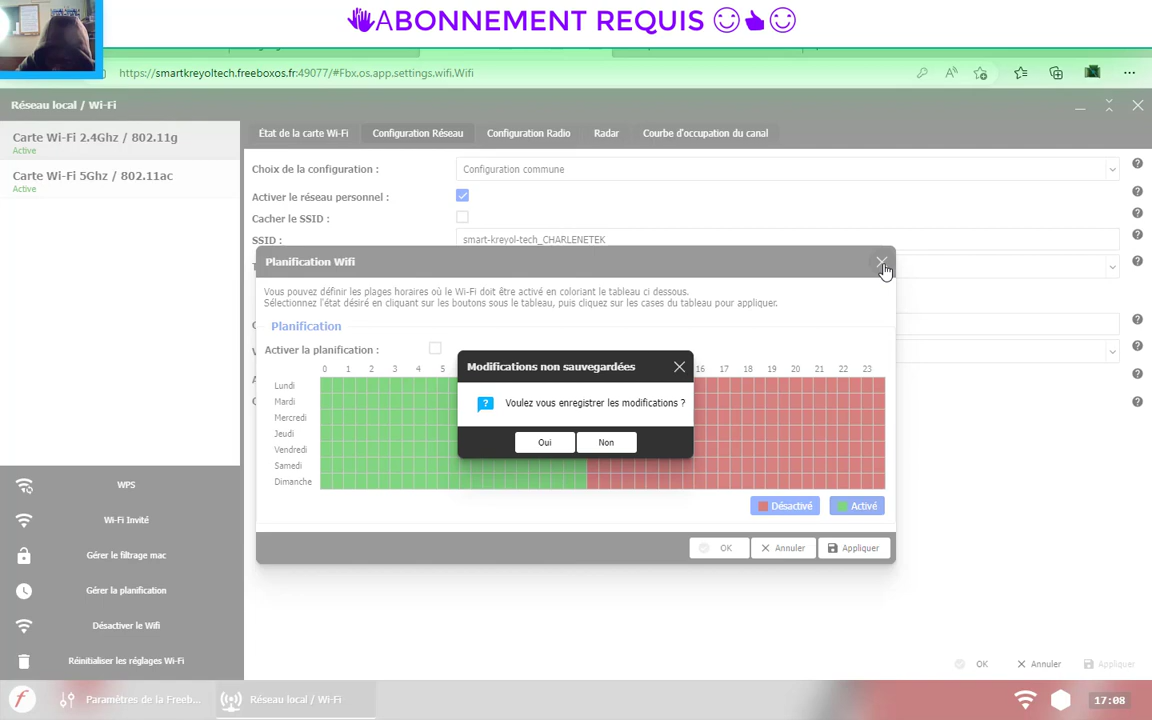 ABONNEMENT REQUIS
https://smartkreyoltech.freeboxos.fr:49077/#Fbx.os.app.settings.wifi.Wifi
Réseau local / Wi-Fi
Carte Wi-Fi 2.4Ghz / 802.11g
Active
Carte Wi-Fi 5Ghz / 802.11ac
Active
État de la carte Wi-Fi
Configuration Réseau
Configuration Radio
Radar
Courbe d'occupation du canal
Choix de la configuration :
Configuration commune
Activer le réseau personnel :
Cacher le SSID :
SSID :
smart-kreyol-tech_CHARLENETEK
Planification Wifi
Vous pouvez définir les plages horaires où le Wi-Fi doit être activé en coloriant le tableau ci dessous.
Sélectionnez l'état désiré en cliquant sur les boutons sous le tableau, puis cliquez sur les cases du tableau pour appliquer.
Planification
Activer la planification :
0 1 2 3 4 5 16 17 18 19 20 21 22 23
Lundi
Mardi
Mercredi
Jeudi
Vendredi
Samedi
Dimanche
Modifications non sauvegardées
Voulez vous enregistrer les modifications ?
Oui
Non
Désactivé
Activé
OK
Annuler
Appliquer
WPS
Wi-Fi Invité
Gérer le filtrage mac
Gérer la planification
Désactiver le Wifi
Réinitialiser les réglages Wi-Fi
OK
Annuler
Appliquer
Paramètres de la Freeb...
Réseau local / Wi-Fi
17:08